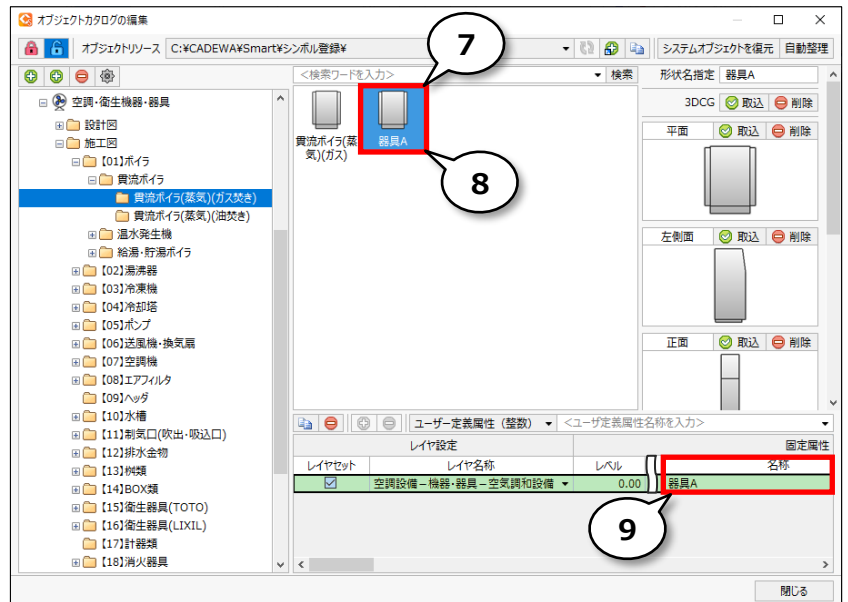 オブジェクトカタログの編集
オブジェクトリソース C:¥CADEWA¥Smart¥シンボル登録¥
システムオブジェクトを復元 自動整理
7
<検索ワードを入力> 検索
形状名指定 器具A
空調・衛生機器・器具
設計図
施工図
【01】ボイラ
貫流ボイラ
貫流ボイラ(蒸気)(ガス焚き)
貫流ボイラ(蒸気)(油焚き)
温水発生機
給湯・貯湯ボイラ
【02】湯沸器
【03】冷凍機
【04】冷却塔
【05】ポンプ
【06】送風機・換気扇
【07】空調機
【08】エアフィルタ
【09】ヘッダ
【10】水槽
【11】制気口(吹出・吸込口)
【12】排水金物
【13】桝類
【14】BOX類
【15】衛生器具(TOTO)
【16】衛生器具(LIXIL)
【17】計器類
【18】消火器具
貫流ボイラ(蒸
気)(ガス)
器具A
8
3DCG 取込 削除
平面 取込 削除
左側面 取込 削除
正面 取込 削除
ユーザー定義属性（整数） <ユーザ定義属性名称を入力>
レイヤ設定 固定属性
レイヤセット レイヤ名称 レベル 名称
空調設備－機器・器具－空気調和設備 0.00 器具A
9
閉じる